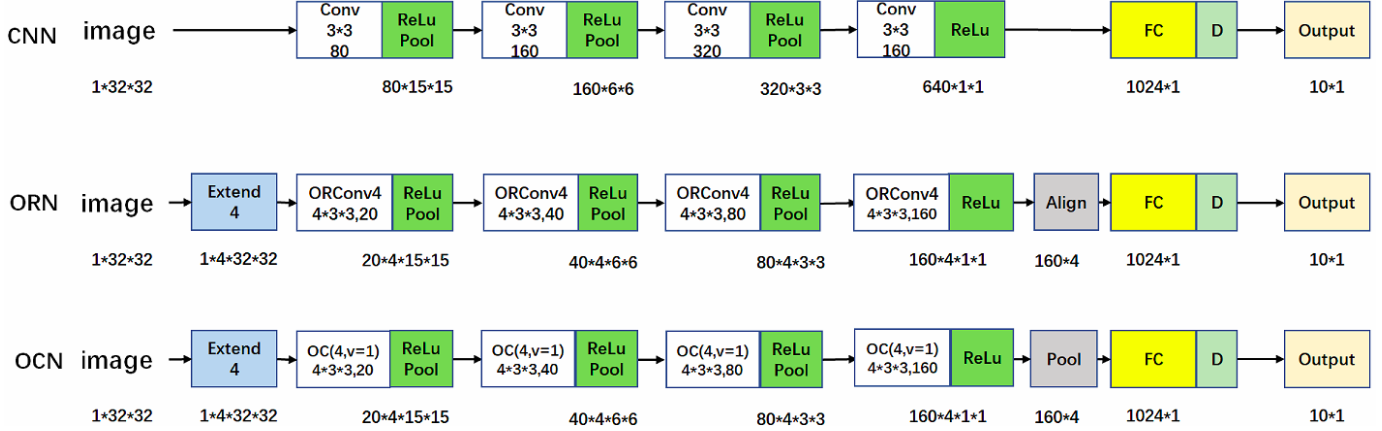 CNN
image
Conv
3*3
80
ReLu
Pool
Conv
3*3
160
ReLu
Pool
Conv
3*3
320
ReLu
Pool
Conv
3*3
160
ReLu
FC
D
Output
1*32*32
80*15*15
160*6*6
320*3*3
640*1*1
1024*1
10*1
ORN
image
Extend
4
ORConv4
4*3*3,20
ReLu
Pool
ORConv4
4*3*3,40
ReLu
Pool
ORConv4
4*3*3,80
ReLu
Pool
ORConv4
4*3*3,160
ReLu
Align
FC
D
Output
1*32*32
1*4*32*32
20*4*15*15
40*4*6*6
80*4*3*3
160*4*1*1
160*4
1024*1
10*1
OCN
image
Extend
4
OC(4,v=1)
4*3*3,20
ReLu
Pool
OC(4,v=1)
4*3*3,40
ReLu
Pool
OC(4,v=1)
4*3*3,80
ReLu
Pool
OC(4,v=1)
4*3*3,160
ReLu
Pool
FC
D
Output
1*32*32
1*4*32*32
20*4*15*15
40*4*6*6
80*4*3*3
160*4*1*1
160*4
1024*1
10*1